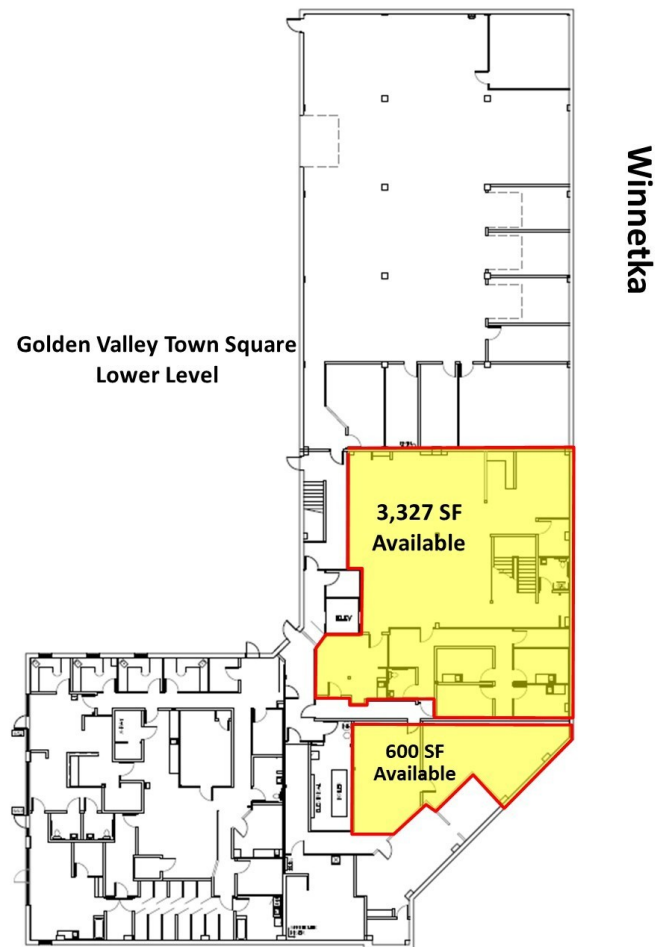 Winnetka
Golden Valley Town Square
Lower Level
3,327 SF
Available
ELEV
600 SF
Available